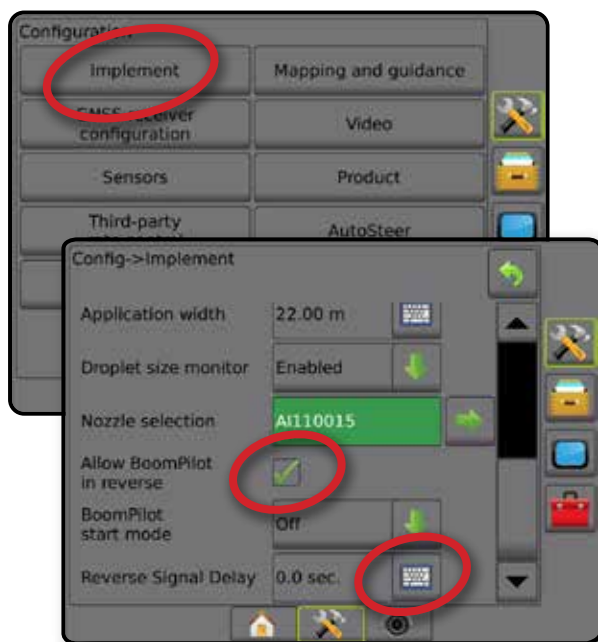 Configuration
Implement
Mapping and guidance
GNSS receiver
configuration
Video
Sensors
Product
Third-party
AutoSteer
Config->Implement
Application width
22.00 m
Droplet size monitor
Enabled
Nozzle selection
AI110015
Allow BoomPilot
in reverse
BoomPilot
start mode
Off
Reverse Signal Delay
0.0 sec.